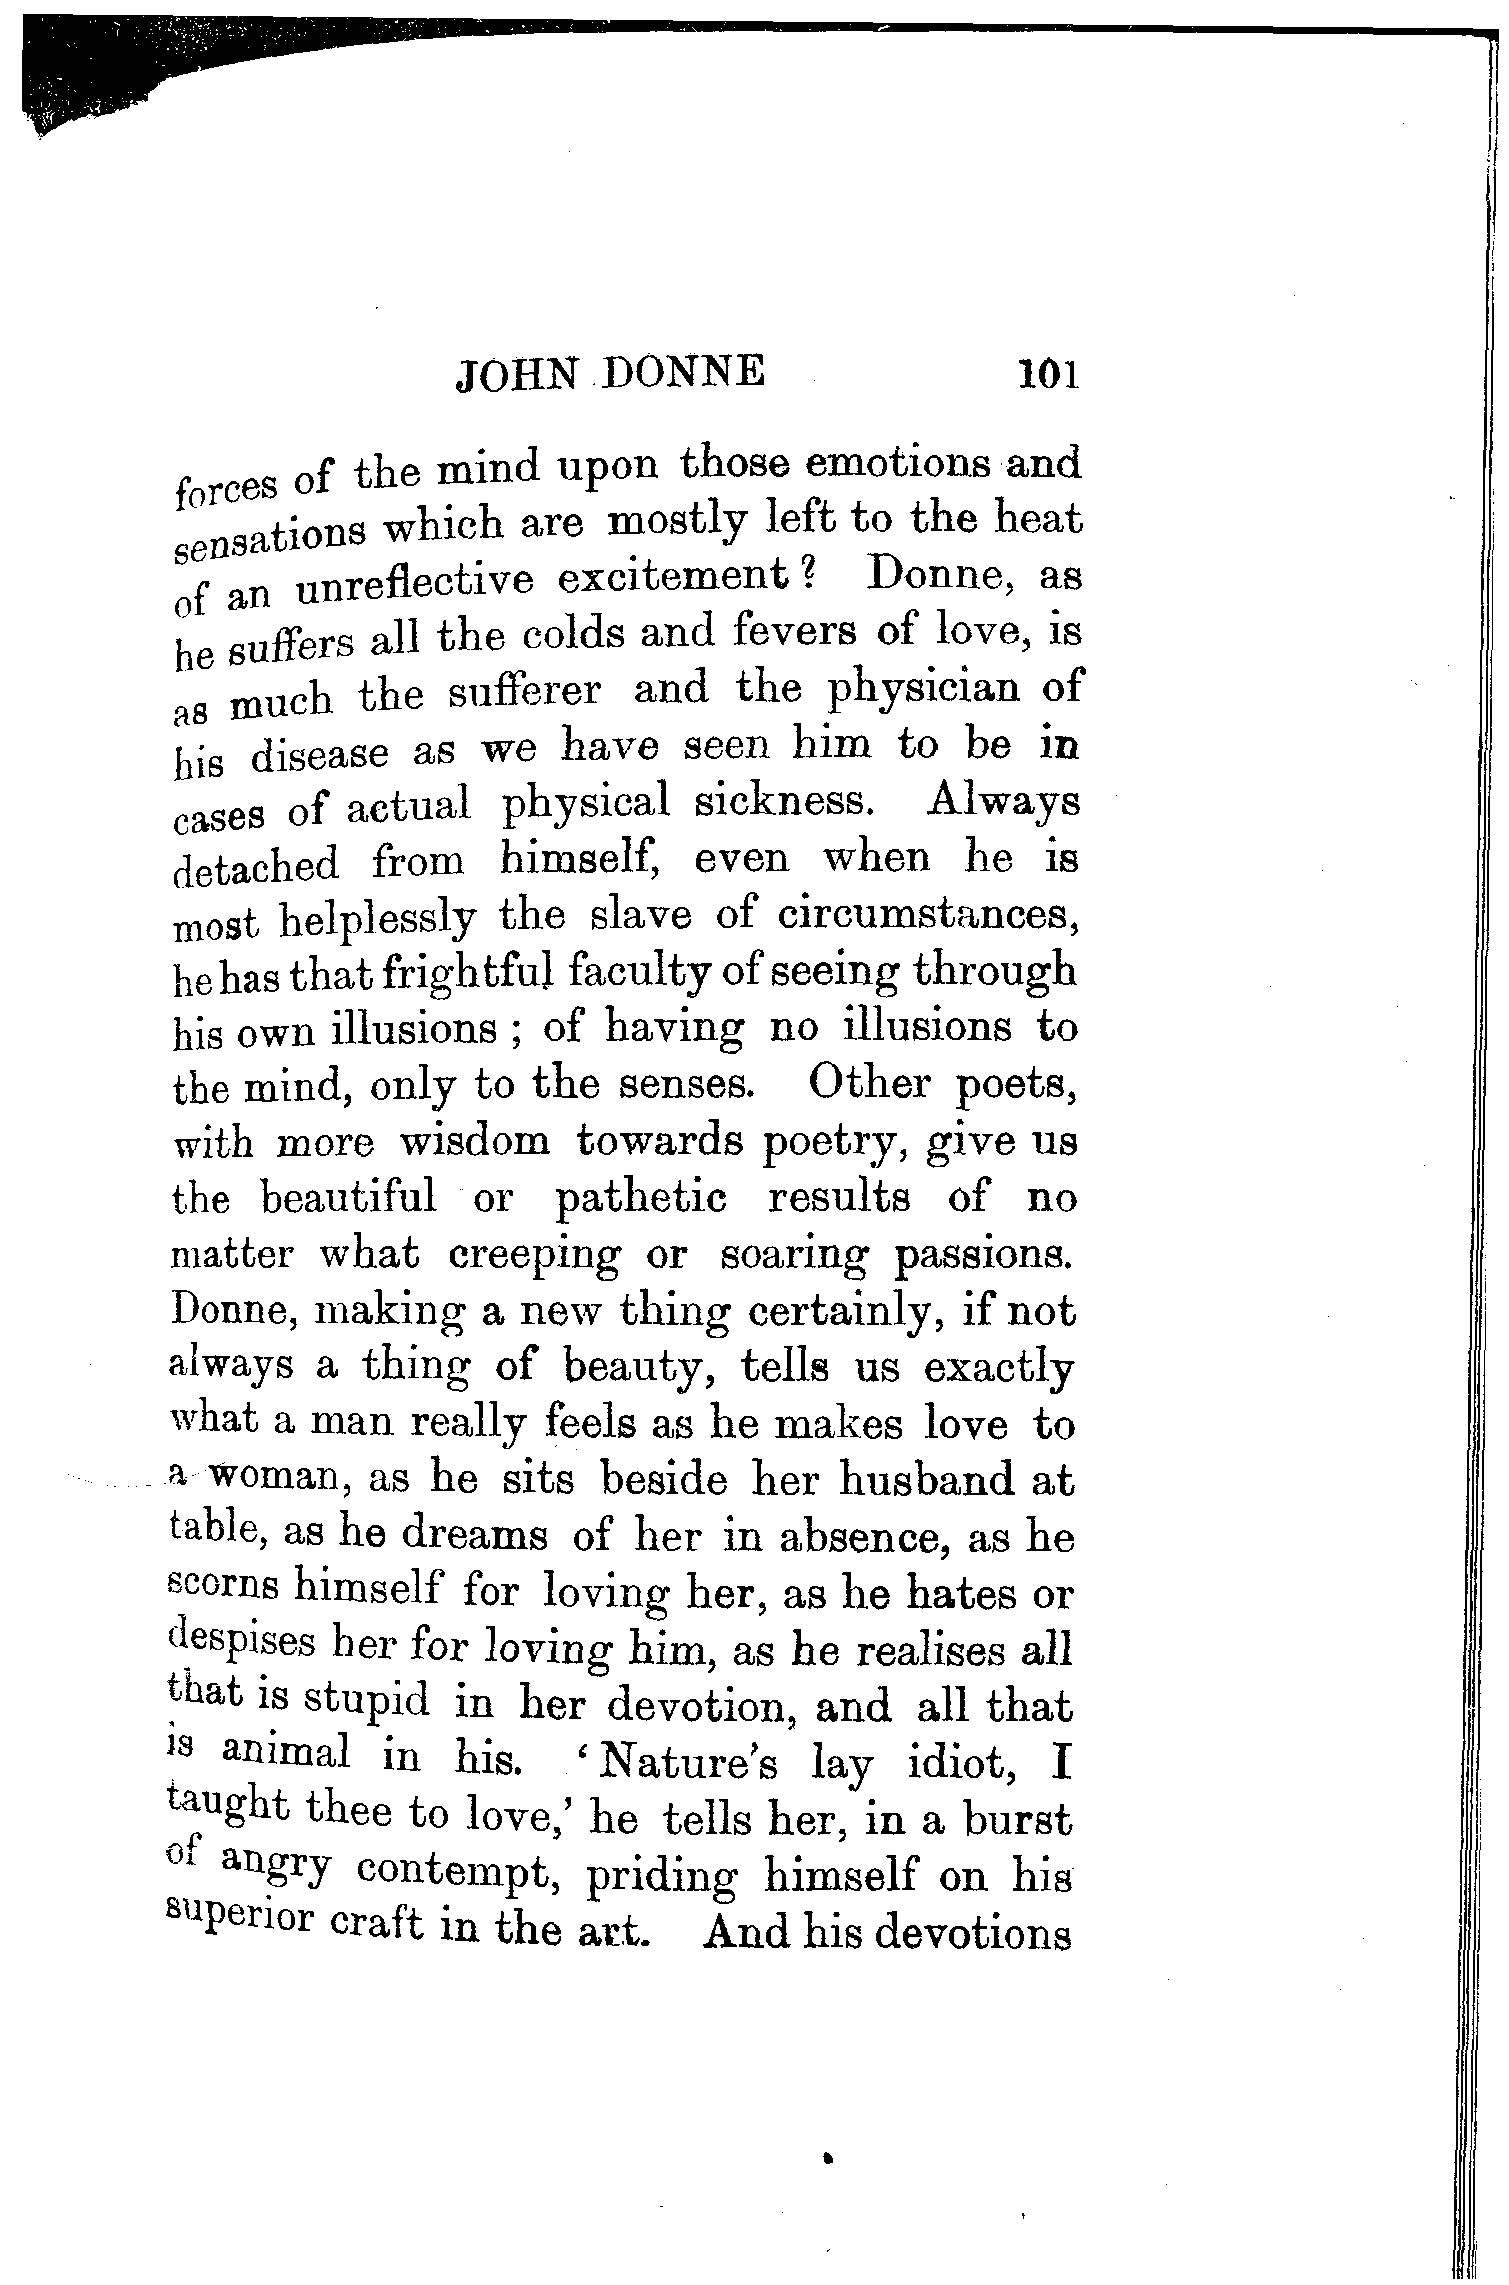 JOHN DONNE 101
forces of the mind upon those emotions and
sensations which are mostly left to the heat
of an unreflective excitement? Donne, as
he suffers all the colds and fevers of love, is
as much the sufferer and the physician of
his disease as we have seen him to be in
cases of actual physical sickness. Always
detached from himself, even when he is
most helplessly the slave of circumstances,
he has that frightful faculty of seeing through
his own illusions; of having no illusions to
the mind, only to the senses. Other poets,
with more wisdom towards poetry, give us
the beautiful or pathetic results of no
matter what creeping or soaring passions.
Donne, making a new thing certainly, if not
always a thing of beauty, tells us exactly
what a man really feels as he makes love to
a woman, as he sits beside her husband at
table, as he dreams of her in absence, as he
scorns himself for loving her, as he hates or
despises her for loving him, as he realises all
that is stupid in her devotion, and all that
is animal in his. ‘Nature’s lay idiot, I
taught thee to love,’ he tells her, in a burst
of angry contempt, priding himself on his
superior craft in the art. And his devotions